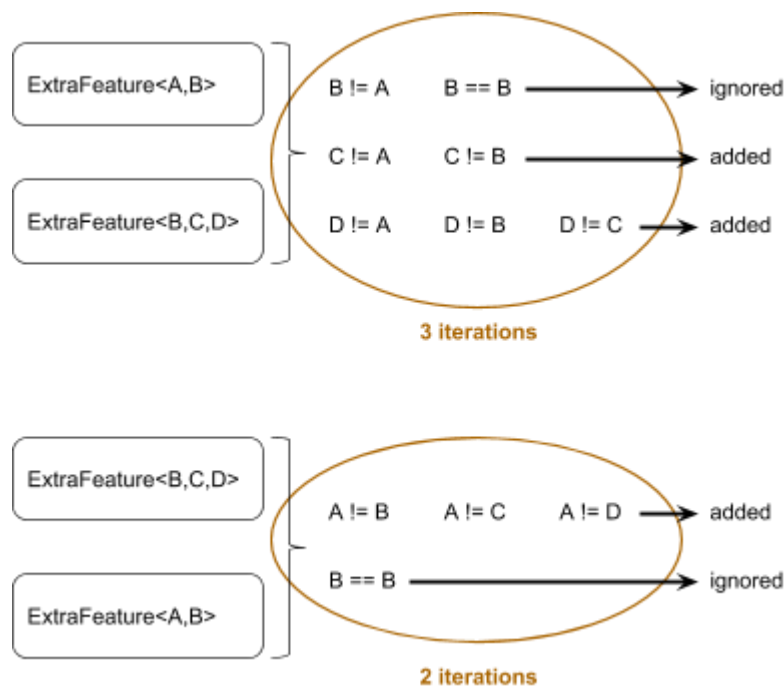 ExtraFeature<A,B>
B != A B == B ignored
C != A C != B added
ExtraFeature<B,C,D>
D != A D != B D != C added
3 iterations
ExtraFeature<B,C,D>
A != B A != C A != D added
B == B ignored
ExtraFeature<A,B>
2 iterations